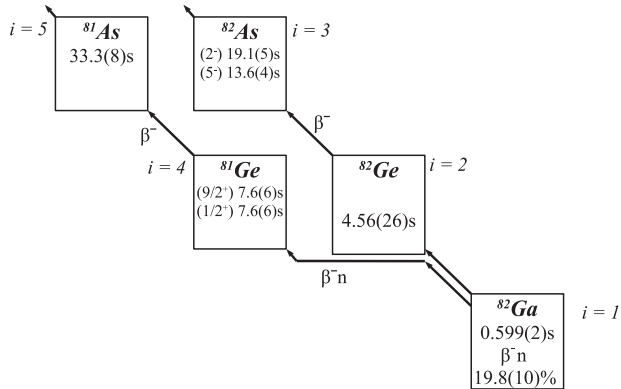 i = 5
⁸¹As
33.3(8)s
⁸²As
(2⁻) 19.1(5)s
(5⁻) 13.6(4)s
i = 3
β⁻
β⁻
i = 4
⁸¹Ge
(9/2⁺) 7.6(6)s
(1/2⁺) 7.6(6)s
⁸²Ge
4.56(26)s
i = 2
β⁻n
⁸²Ga
0.599(2)s
β⁻n
19.8(10)%
i = 1